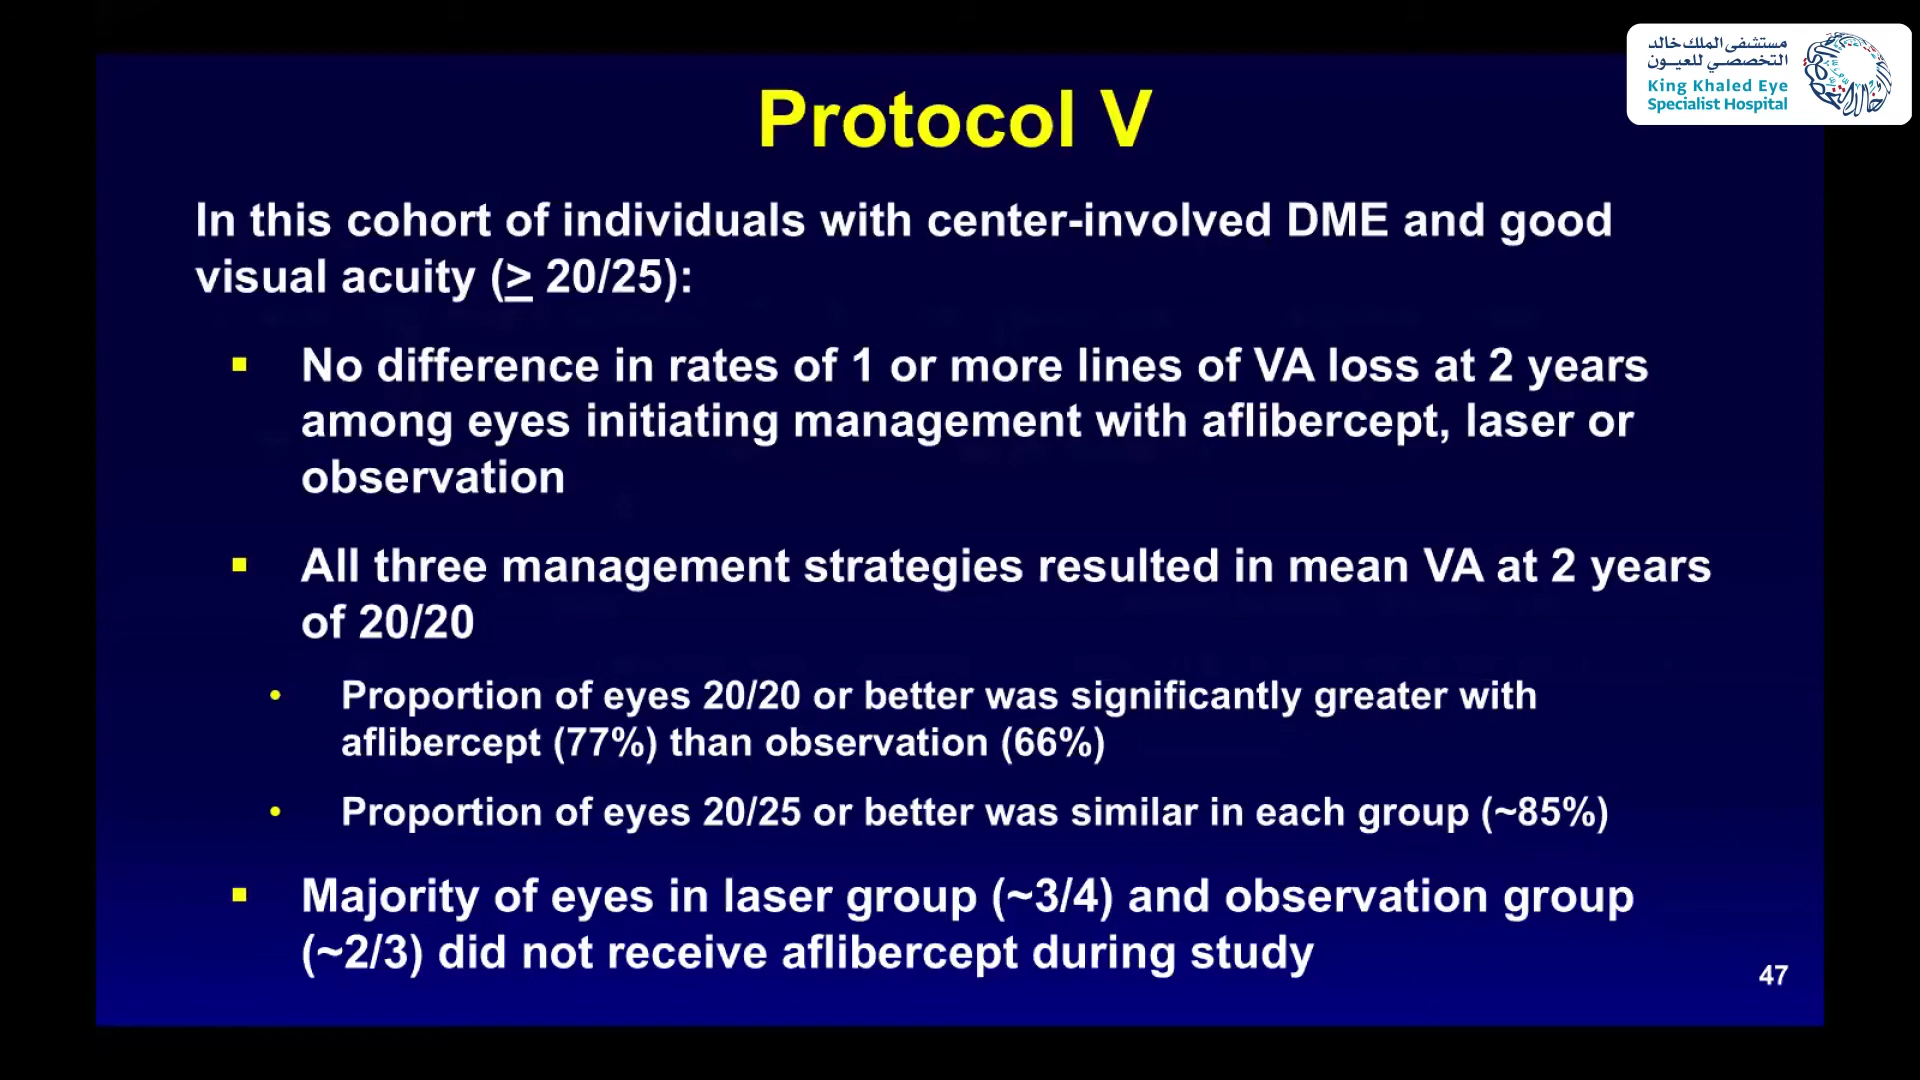 مستشفى الملك خالد
التخصصي للعيون
King Khaled Eye
Specialist Hospital
Protocol V
In this cohort of individuals with center-involved DME and good
visual acuity (≥ 20/25):
▪ No difference in rates of 1 or more lines of VA loss at 2 years
among eyes initiating management with aflibercept, laser or
observation
▪ All three management strategies resulted in mean VA at 2 years
of 20/20
• Proportion of eyes 20/20 or better was significantly greater with
aflibercept (77%) than observation (66%)
• Proportion of eyes 20/25 or better was similar in each group (~85%)
▪ Majority of eyes in laser group (~3/4) and observation group
(~2/3) did not receive aflibercept during study
47